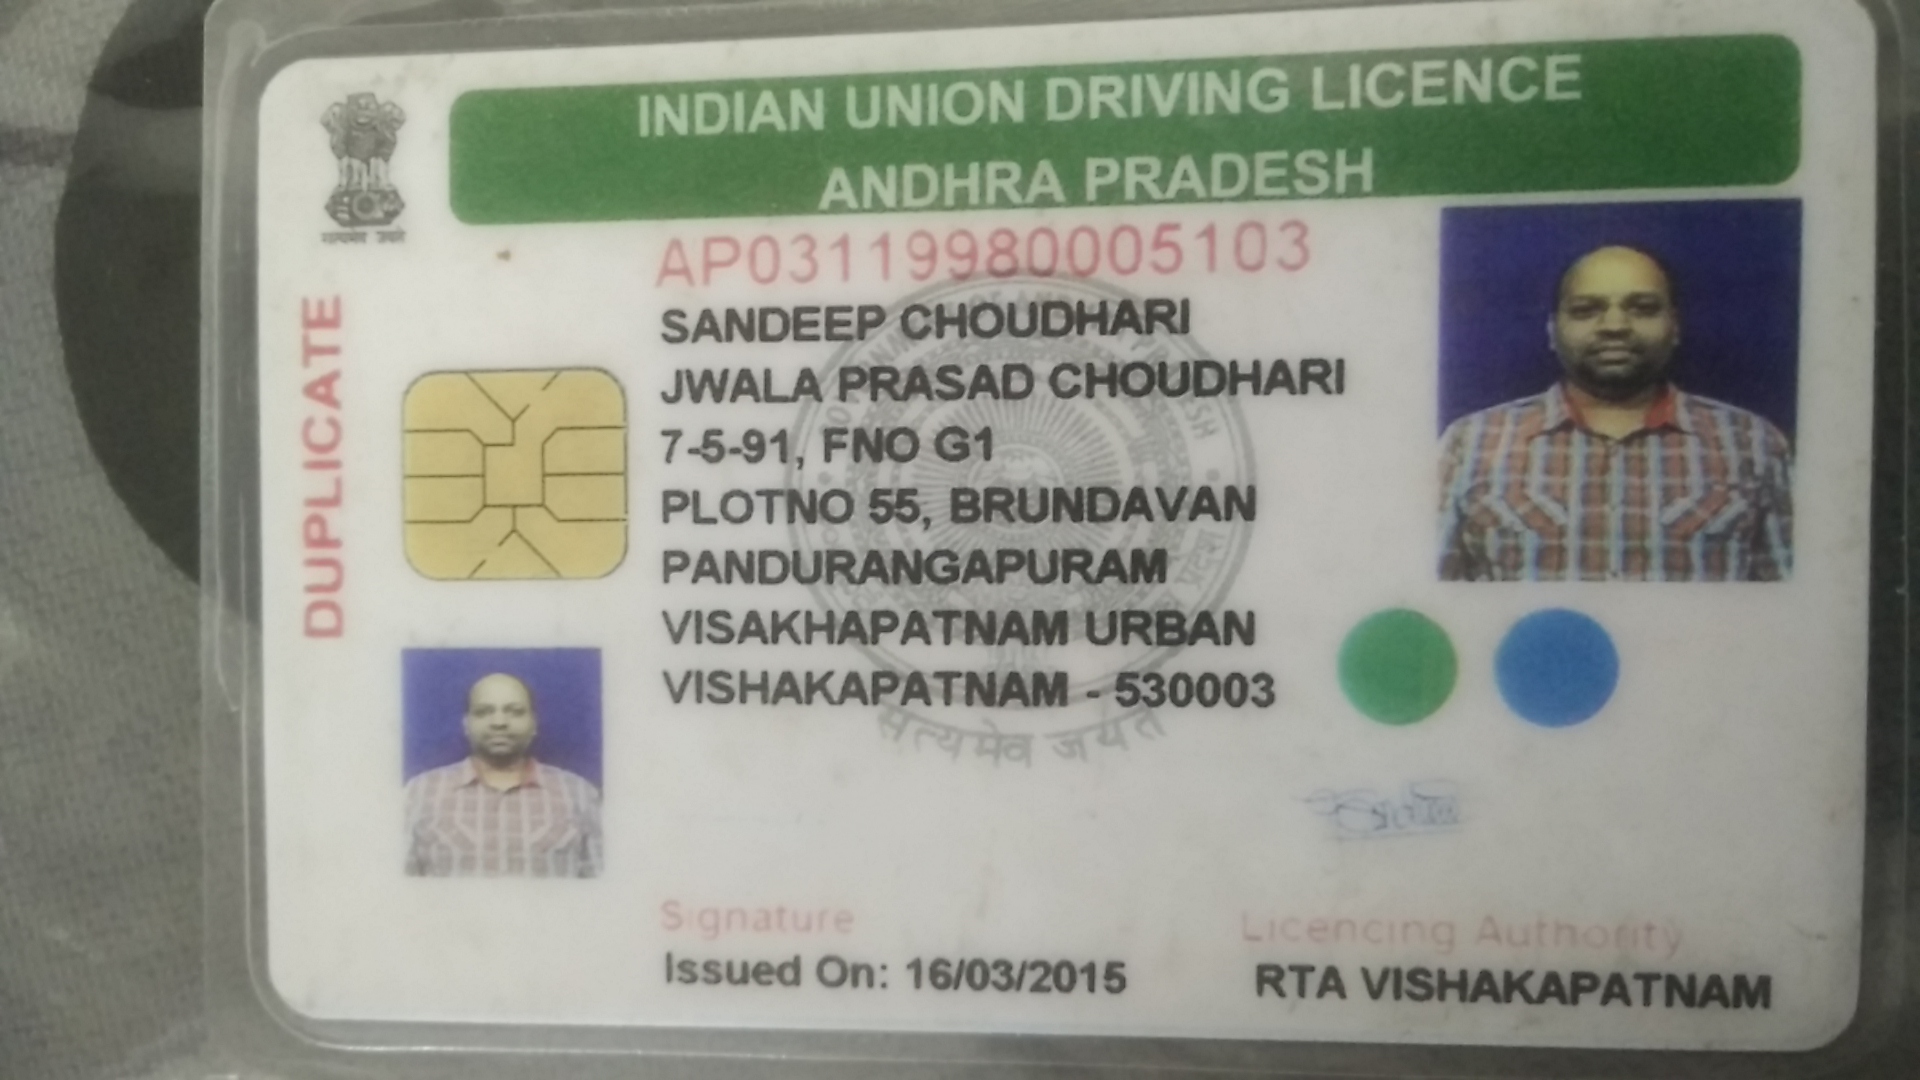 INDIAN UNION DRIVING LICENCE
ANDHRA PRADESH
सत्यमेव जयते
AP03119980005103
DUPLICATE
SANDEEP CHOUDHARI
JWALA PRASAD CHOUDHARI
7-5-91, FNO G1
PLOTNO 55, BRUNDAVAN
PANDURANGAPURAM
VISAKHAPATNAM URBAN
VISHAKAPATNAM - 530003
सत्यमेव जयते
Signature
Licencing Authority
Issued On: 16/03/2015
RTA VISHAKAPATNAM